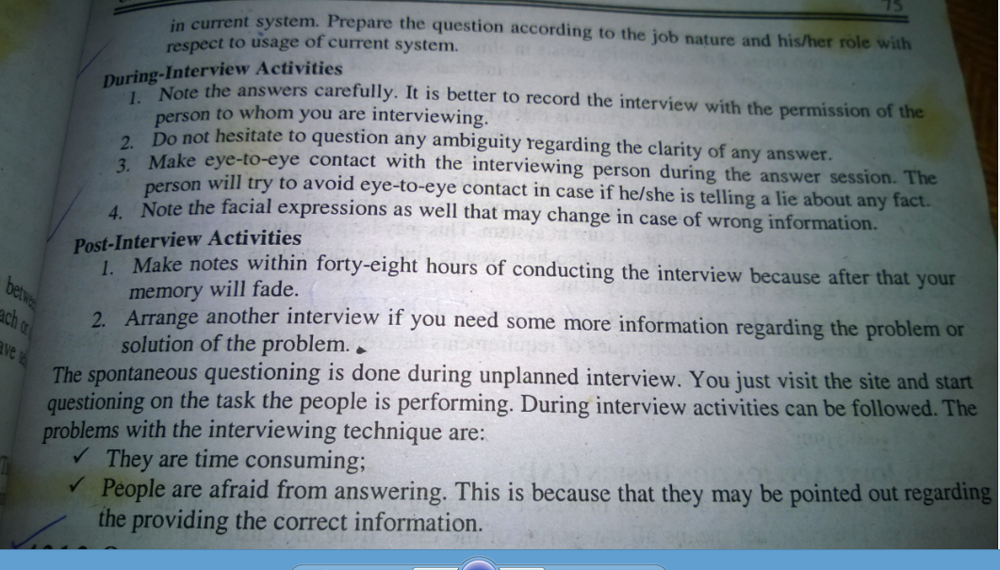 75
in current system. Prepare the question according to the job nature and his/her role with
respect to usage of current system.
During-Interview Activities
1. Note the answers carefully. It is better to record the interview with the permission of the
person to whom you are interviewing.
2. Do not hesitate to question any ambiguity regarding the clarity of any answer.
3. Make eye-to-eye contact with the interviewing person during the answer session. The
person will try to avoid eye-to-eye contact in case if he/she is telling a lie about any fact.
4. Note the facial expressions as well that may change in case of wrong information.
Post-Interview Activities
1. Make notes within forty-eight hours of conducting the interview because after that your
memory will fade.
2. Arrange another interview if you need some more information regarding the problem or
solution of the problem.
The spontaneous questioning is done during unplanned interview. You just visit the site and start
questioning on the task the people is performing. During interview activities can be followed. The
problems with the interviewing technique are:
✓ They are time consuming;
✓ People are afraid from answering. This is because that they may be pointed out regarding
the providing the correct information.